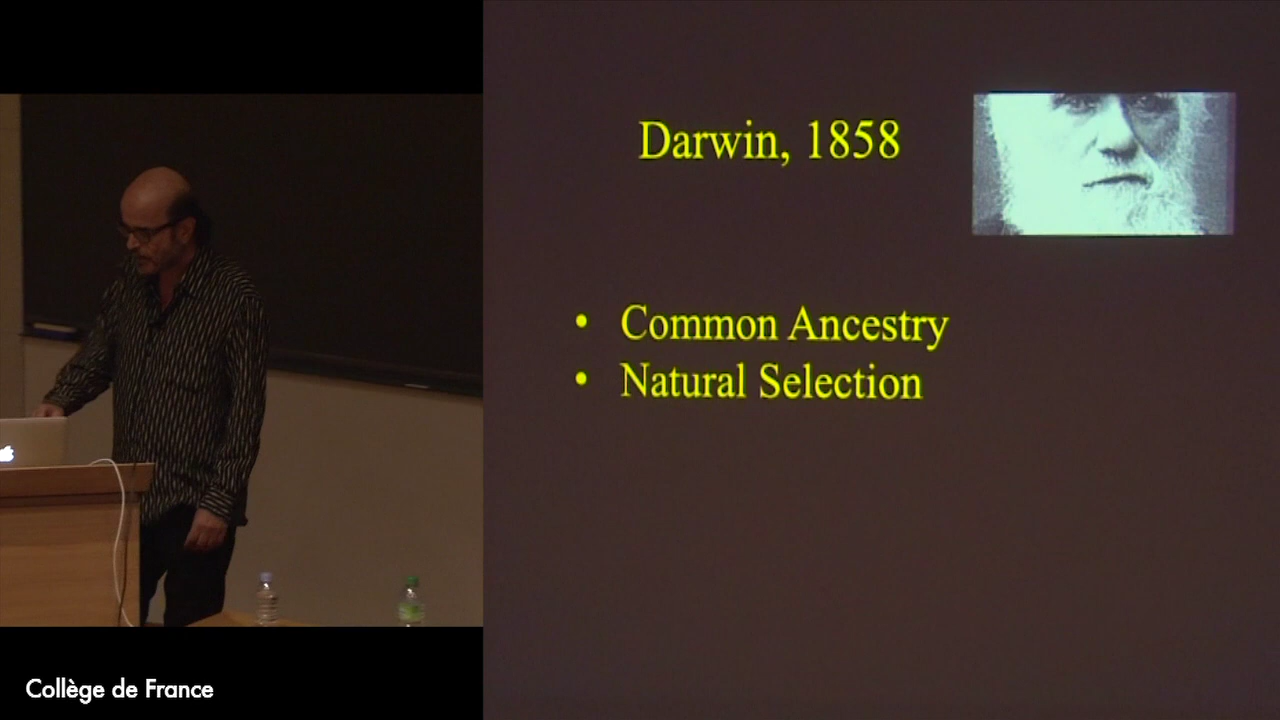 Darwin, 1858
• Common Ancestry
• Natural Selection
Collège de France